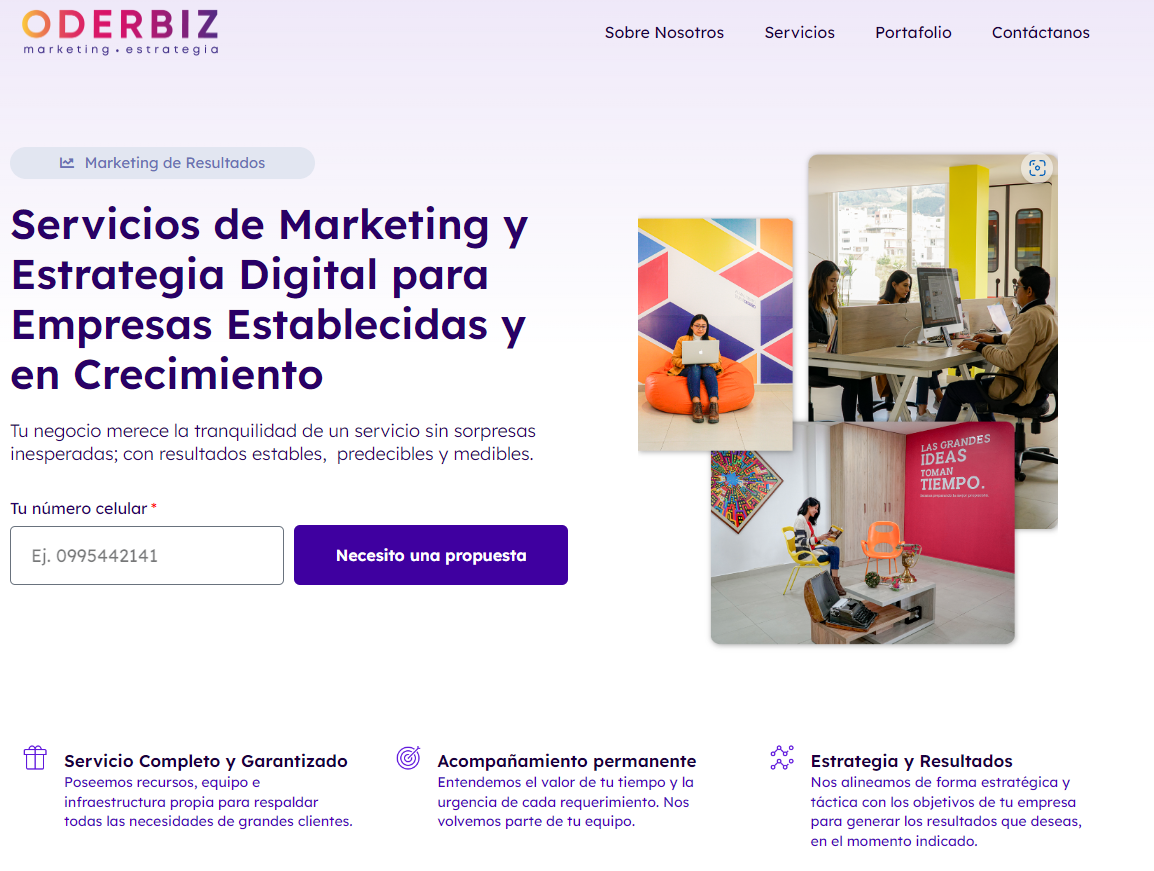 ODERBIZ
marketing • estrategia
Sobre Nosotros
Servicios
Portafolio
Contáctanos
Marketing de Resultados
Servicios de Marketing y
Estrategia Digital para
Empresas Establecidas y
en Crecimiento
Tu negocio merece la tranquilidad de un servicio sin sorpresas
inesperadas; con resultados estables,  predecibles y medibles.
Tu número celular *
Ej. 0995442141
Necesito una propuesta
LAS GRANDES
IDEAS
TOMAN
TIEMPO.
Servicio Completo y Garantizado
Poseemos recursos, equipo e
infraestructura propia para respaldar
todas las necesidades de grandes clientes.
Acompañamiento permanente
Entendemos el valor de tu tiempo y la
urgencia de cada requerimiento. Nos
volvemos parte de tu equipo.
Estrategia y Resultados
Nos alineamos de forma estratégica y
táctica con los objetivos de tu empresa
para generar los resultados que deseas,
en el momento indicado.